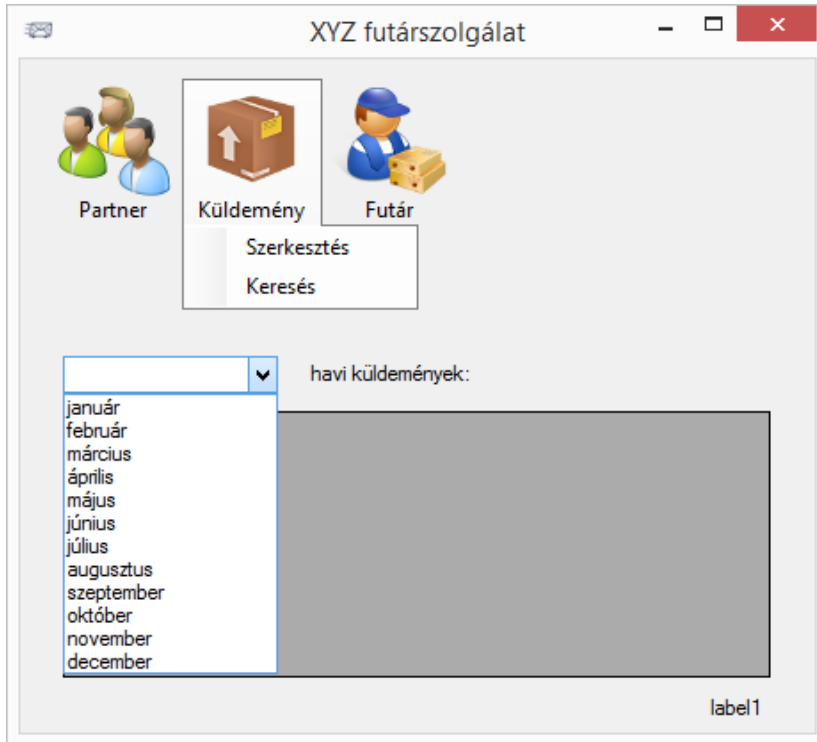 XYZ futárszolgálat
Partner Küldemény Futár
Szerkesztés
Keresés
havi küldemények:
január
február
március
április
május
június
július
augusztus
szeptember
október
november
december
label1